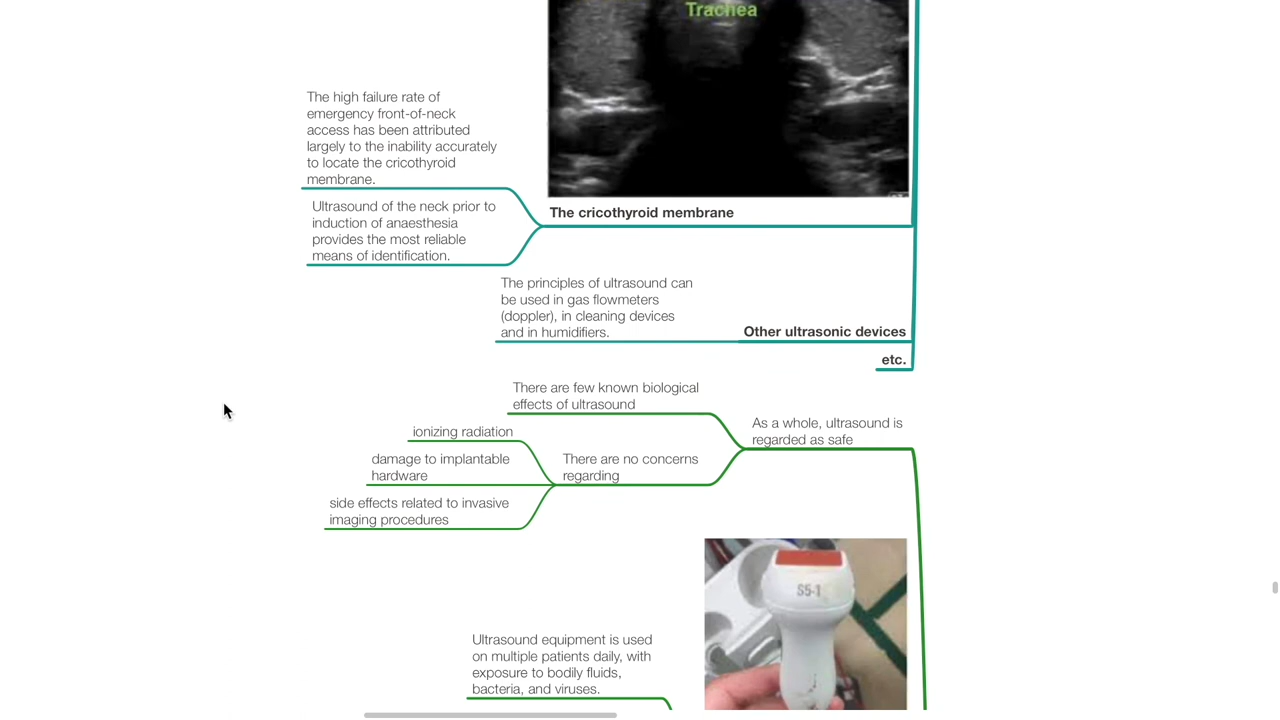 Trachea
The high failure rate of
emergency front-of-neck
access has been attributed
largely to the inability accurately
to locate the cricothyroid
membrane.
Ultrasound of the neck prior to
induction of anaesthesia
provides the most reliable
means of identification.
The cricothyroid membrane
The principles of ultrasound can
be used in gas flowmeters
(doppler), in cleaning devices
and in humidifiers.
Other ultrasonic devices
etc.
There are few known biological
effects of ultrasound
As a whole, ultrasound is
regarded as safe
ionizing radiation
damage to implantable
hardware
side effects related to invasive
imaging procedures
There are no concerns
regarding
S5-1
Ultrasound equipment is used
on multiple patients daily, with
exposure to bodily fluids,
bacteria, and viruses.